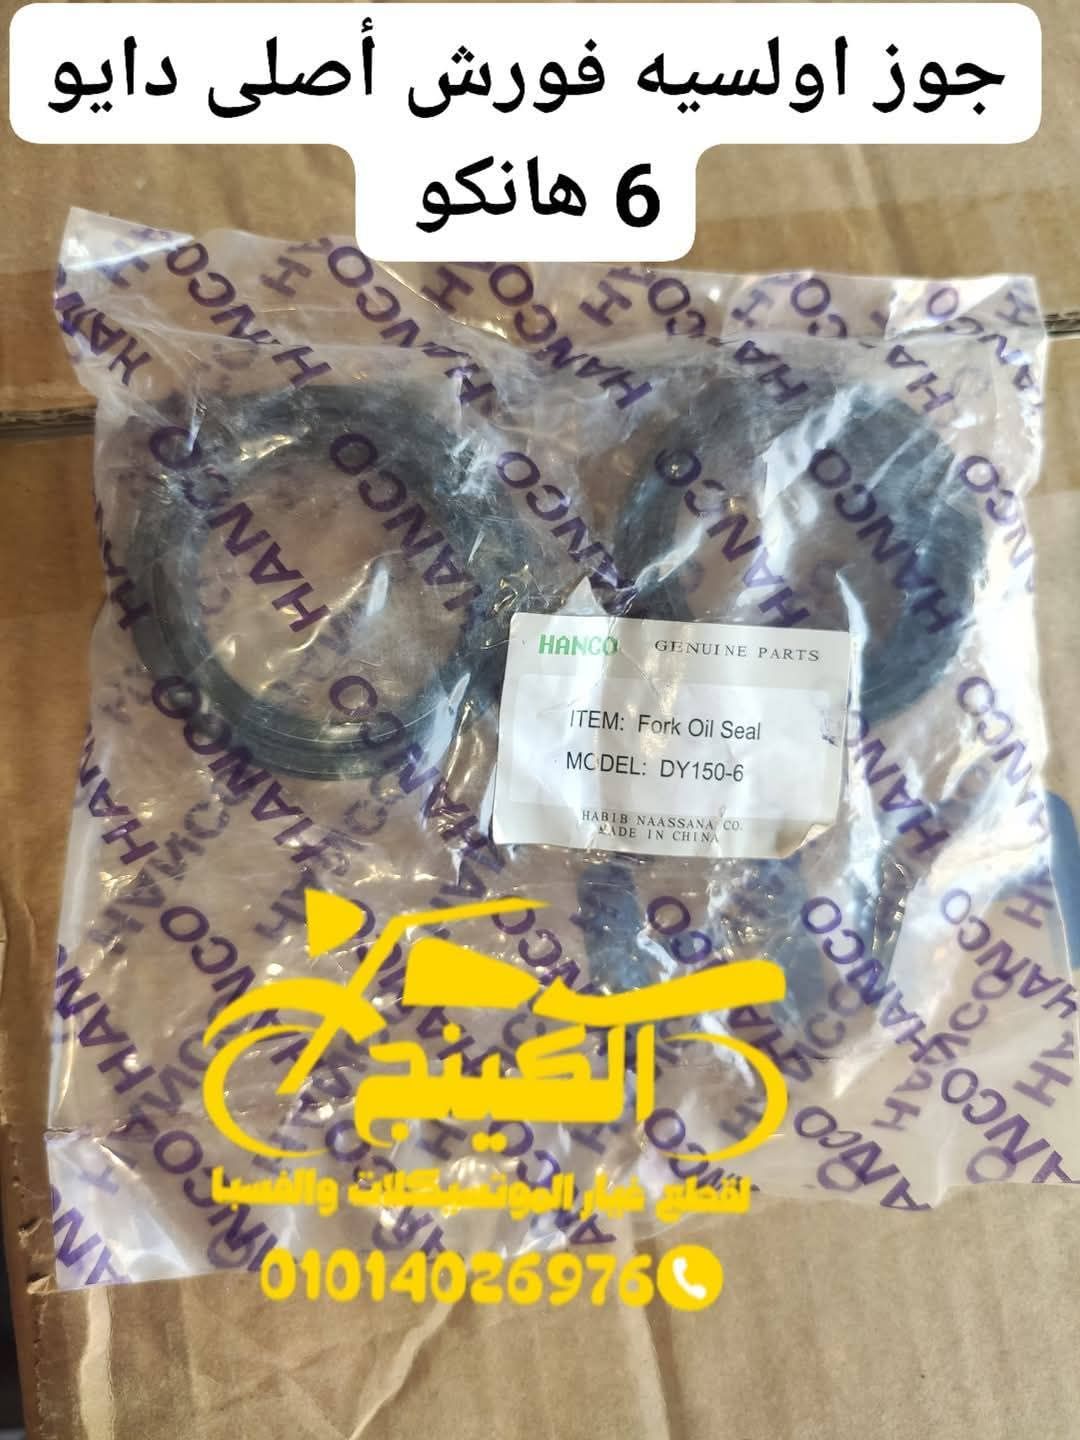 جوز اولسيه فورش أصلى دايو
6 هانكو
HANCO GENUINE PARTS
ITEM: Fork Oil Seal
MODEL: DY150-6
HABIB NAASSANA CO.
MADE IN CHINA
الكينج
لقطع غيار الموتسيكلات والفسبا
01014026976